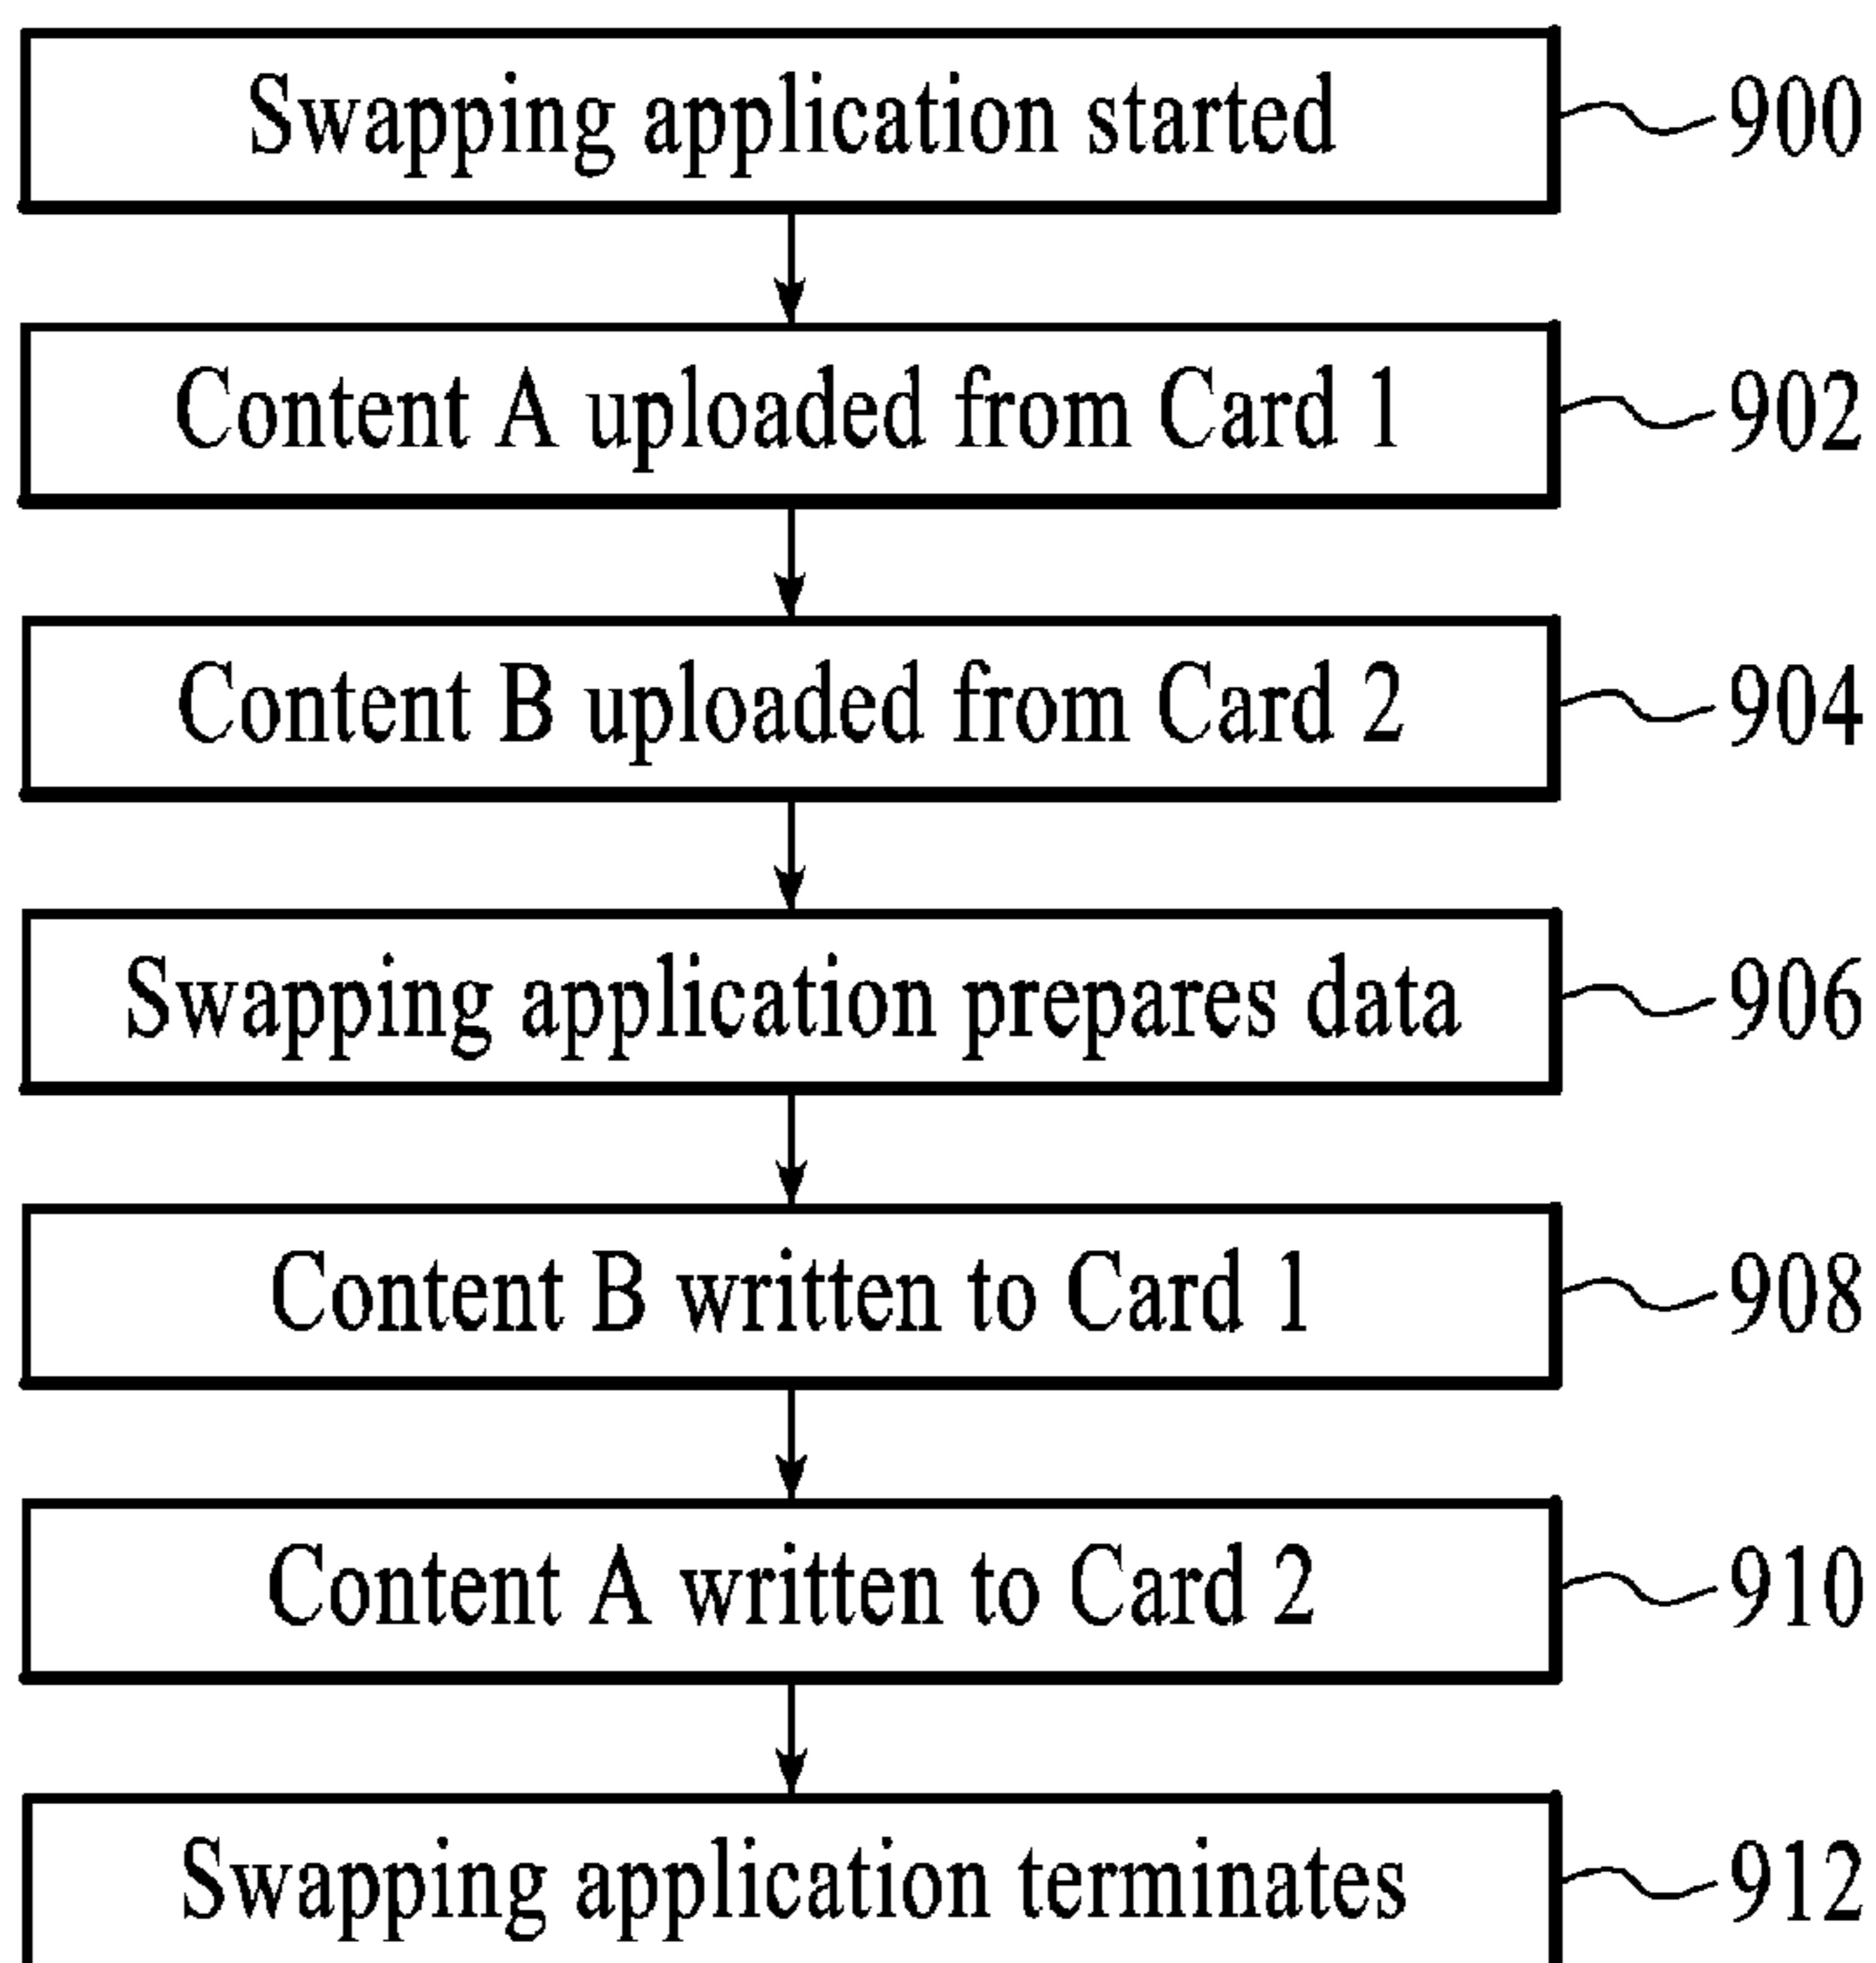 Swapping application started 900
Content A uploaded from Card 1 902
Content B uploaded from Card 2 904
Swapping application prepares data 906
Content B written to Card 1 908
Content A written to Card 2 910
Swapping application terminates 912